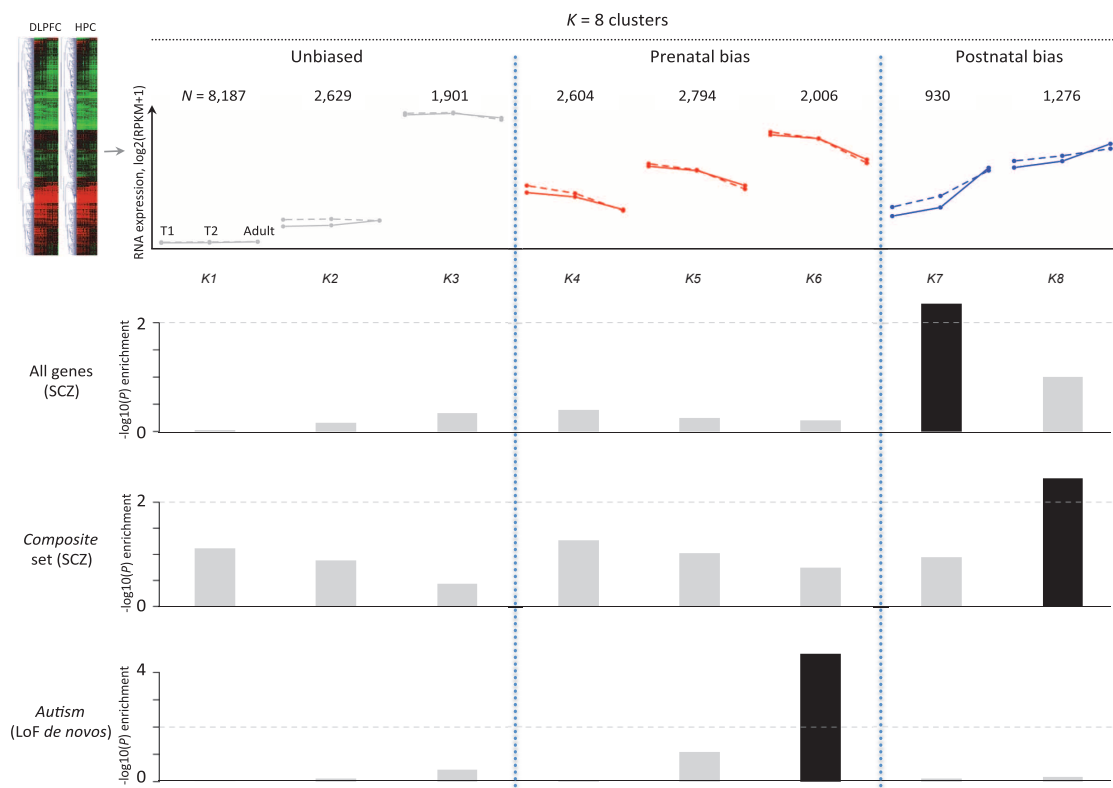 K = 8 clusters
DLPFC HPC
Unbiased Prenatal bias Postnatal bias
N = 8,187 2,629 1,901 2,604 2,794 2,006 930 1,276
RNA expression, log2(RPKM+1)
T1 T2 Adult
K1 K2 K3 K4 K5 K6 K7 K8
All genes
(SCZ)
-log10(P) enrichment
2
0
Composite
set (SCZ)
-log10(P) enrichment
2
0
Autism
(LoF de novos)
-log10(P) enrichment
4
2
0